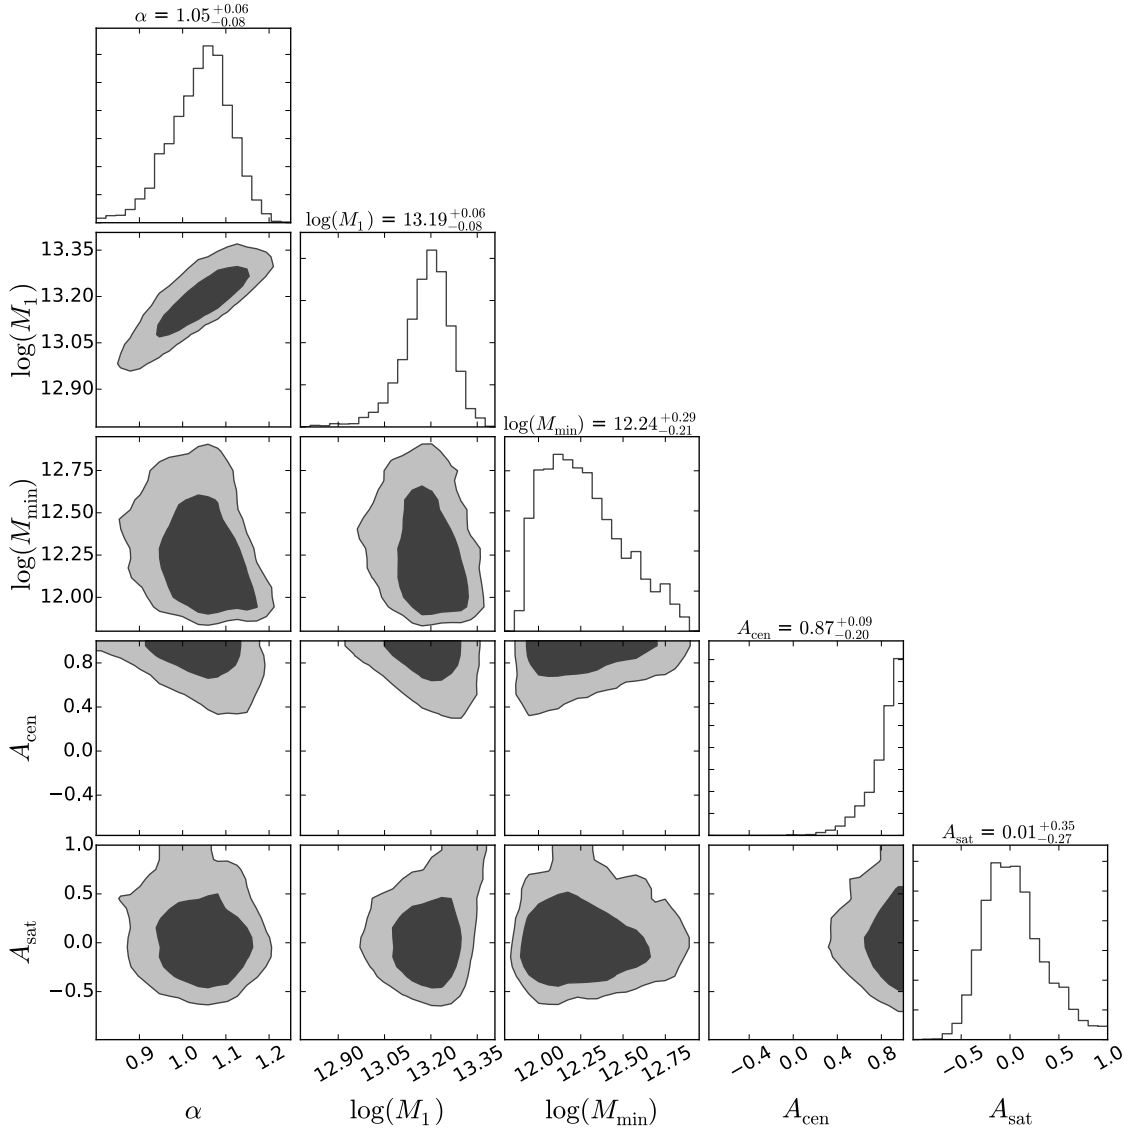 α = 1.05 +0.06 −0.08
log(M₁) = 13.19 +0.06 −0.08
13.35
13.20
13.05
12.90
log(M₁)
log(M_min) = 12.24 +0.29 −0.21
12.75
12.50
12.25
12.00
log(M_min)
A_cen = 0.87 +0.09 −0.20
0.8
0.4
0.0
−0.4
A_cen
A_sat = 0.01 +0.35 −0.27
1.0
0.5
0.0
−0.5
A_sat
0.9 1.0 1.1 1.2
12.90 13.05 13.20 13.35
12.00 12.25 12.50 12.75
−0.4 0.0 0.4 0.8
−0.5 0.0 0.5 1.0
α log(M₁) log(M_min) A_cen A_sat